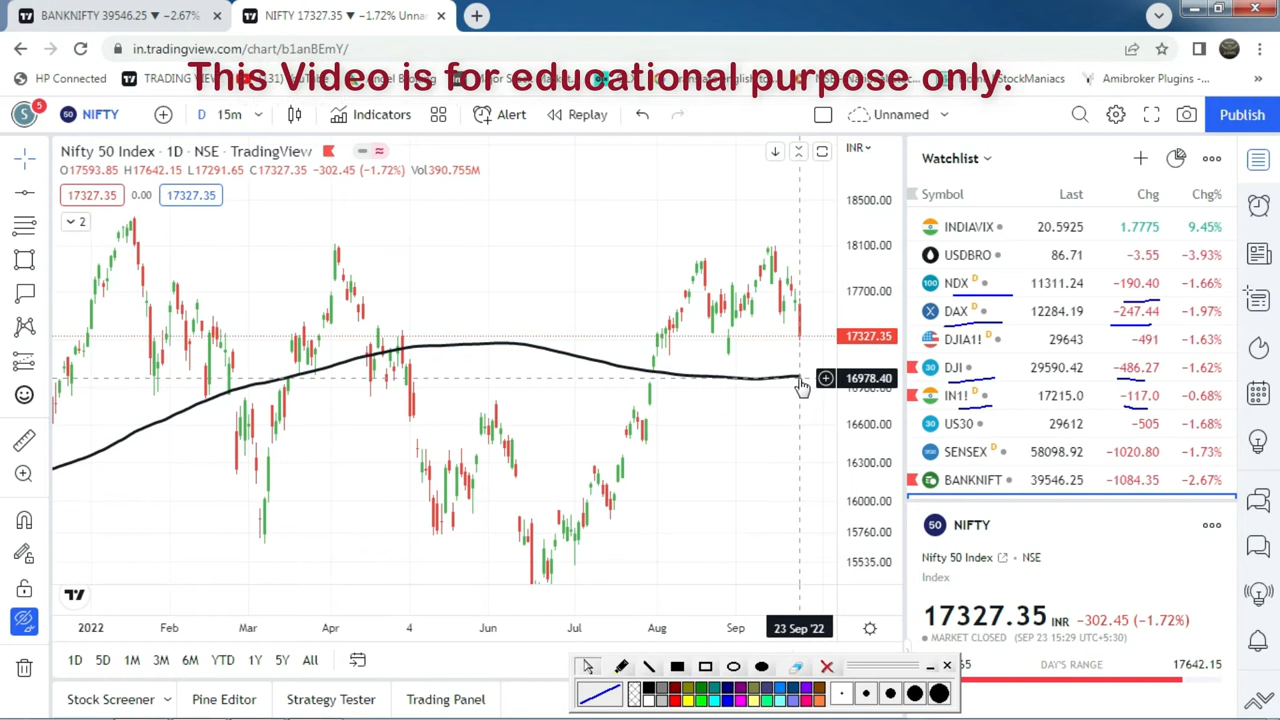 BANKNIFTY 39546.25 ▼ −2.67%
NIFTY 17327.35 ▼ −1.72% Unna
in.tradingview.com/chart/b1anBEmY/
HP Connected
This Video is for educational purpose only.
Amibroker Plugins -...
S 5
50 NIFTY
D 15m
Indicators
Alert
Replay
Unnamed
Publish
Nifty 50 Index · 1D · NSE · TradingView
O17593.85 H17642.15 L17291.65 C17327.35 −302.45 (−1.72%) Vol390.755M
17327.35 0.00 17327.35
2
INR
18500.00
18100.00
17700.00
17327.35
16978.40
16600.00
16300.00
16000.00
15760.00
15535.00
2022 Feb Mar Apr 4 Jun Jul Aug Sep 23 Sep '22
1D 5D 1M 3M 6M YTD 1Y 5Y All
Stock Screener
Pine Editor
Strategy Tester
Trading Panel
Watchlist
Symbol Last Chg Chg%
INDIAVIX 20.5925 1.7775 9.45%
USDBRO 86.71 −3.55 −3.93%
100 NDX D 11311.24 −190.40 −1.66%
DAX D 12284.19 −247.44 −1.97%
DJIA1! 29643 −491 −1.63%
30 DJI 29590.42 −486.27 −1.62%
IN1! D 17215.0 −117.0 −0.68%
30 US30 29612 −505 −1.68%
SENSEX D 58098.92 −1020.80 −1.73%
BANKNIFT 39546.25 −1084.35 −2.67%
50 NIFTY
Nifty 50 Index · NSE
Index
17327.35 INR −302.45 (−1.72%)
MARKET CLOSED (SEP 23 15:29 UTC+5:30)
65 DAY'S RANGE 17642.15